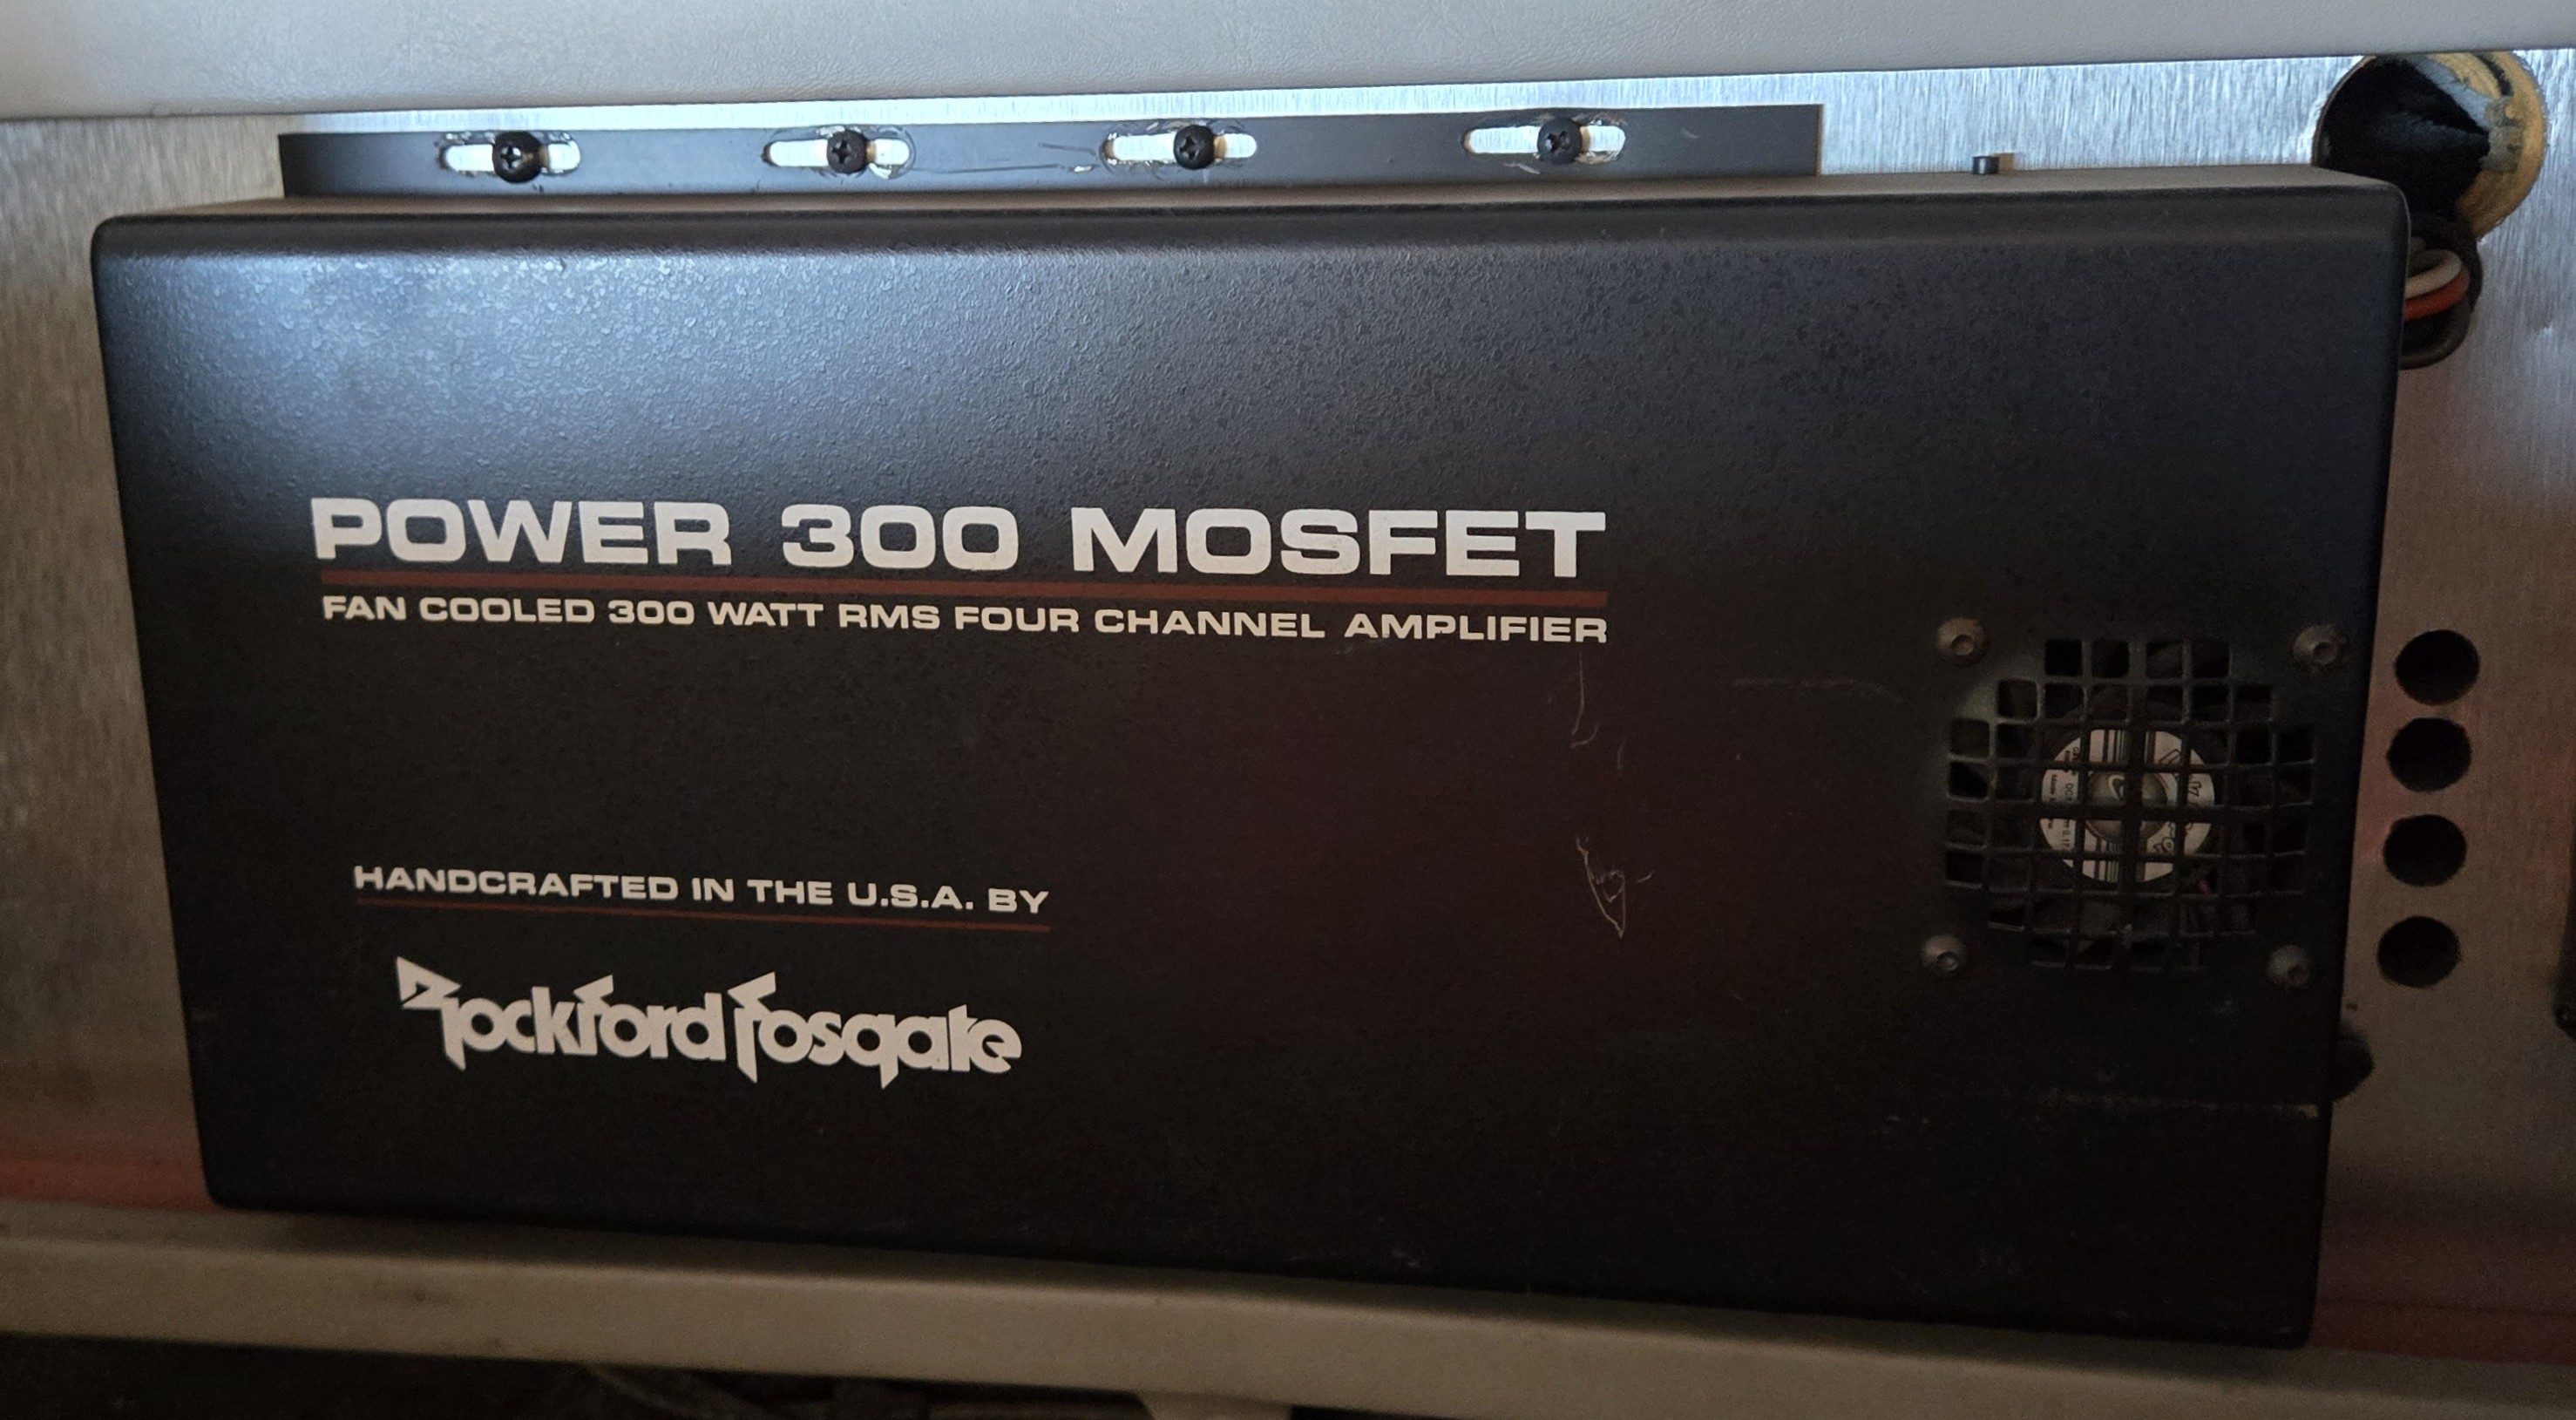 POWER 300 MOSFET
FAN COOLED 300 WATT RMS FOUR CHANNEL AMPLIFIER
HANDCRAFTED IN THE U.S.A. BY
Rockford Fosgate